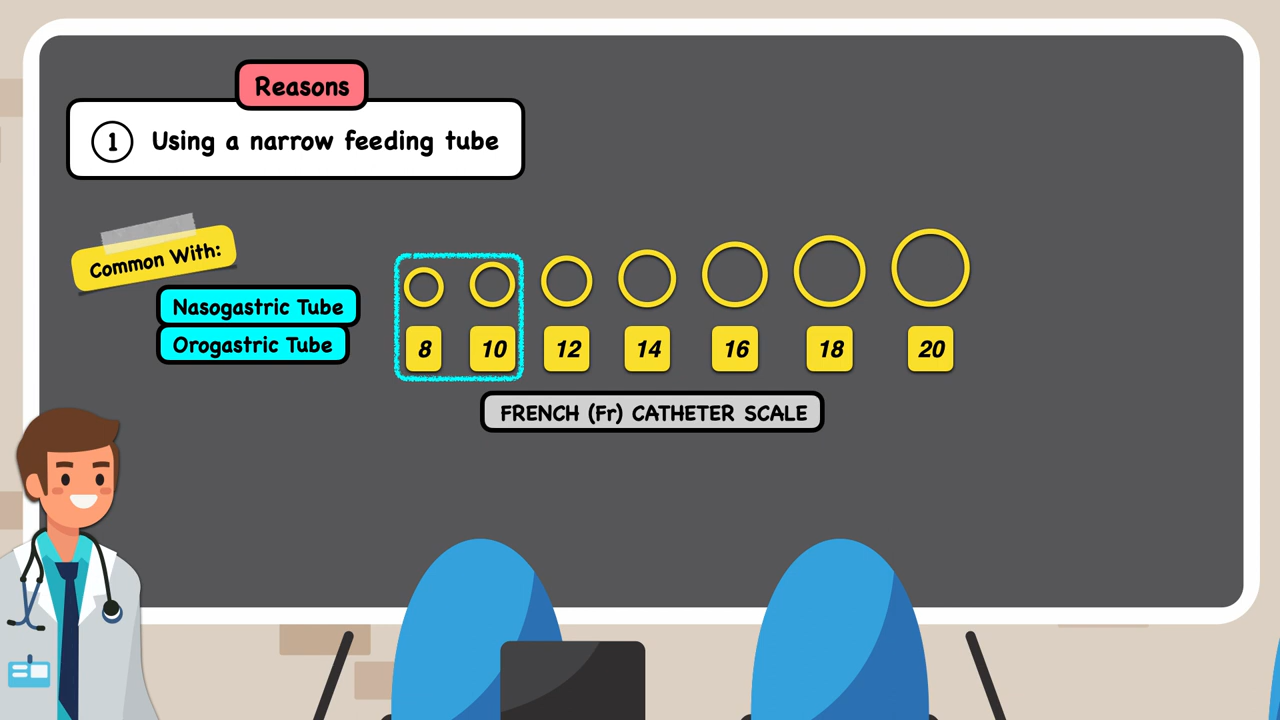 Reasons
1 Using a narrow feeding tube
Common With:
Nasogastric Tube
Orogastric Tube
8 10 12 14 16 18 20
FRENCH (Fr) CATHETER SCALE